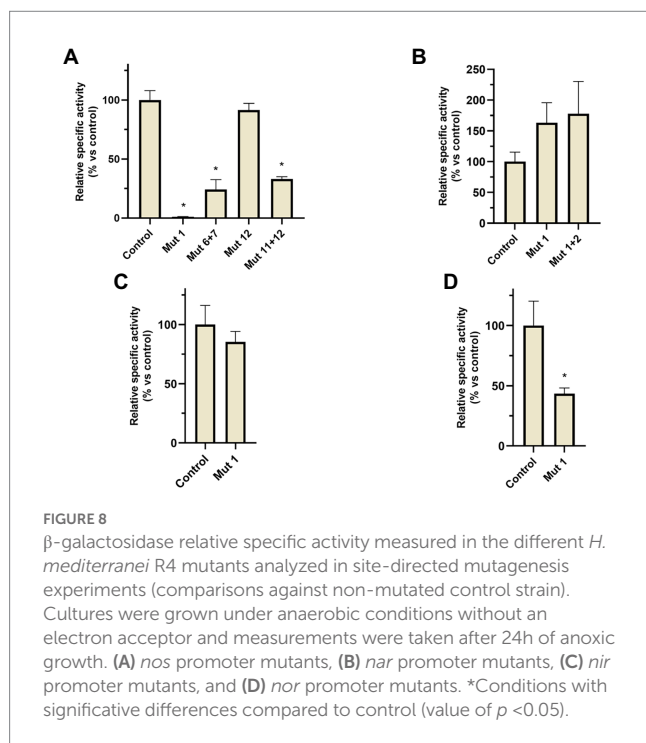 A
Relative specific activity
(% vs control)
100
50
0
*
*
*
Control
Mut 1
Mut 6+7
Mut 12
Mut 11+12
B
Relative specific activity
(% vs control)
250
200
150
100
50
0
Control
Mut 1
Mut 1+2
C
Relative specific activity
(% vs control)
100
50
0
Control
Mut 1
D
Relative specific activity
(% vs control)
100
50
0
*
Control
Mut 1
FIGURE 8
β-galactosidase relative specific activity measured in the different H.
mediterranei R4 mutants analyzed in site-directed mutagenesis
experiments (comparisons against non-mutated control strain).
Cultures were grown under anaerobic conditions without an
electron acceptor and measurements were taken after 24h of anoxic
growth. (A) nos promoter mutants, (B) nar promoter mutants, (C) nir
promoter mutants, and (D) nor promoter mutants. *Conditions with
significative differences compared to control (value of p <0.05).